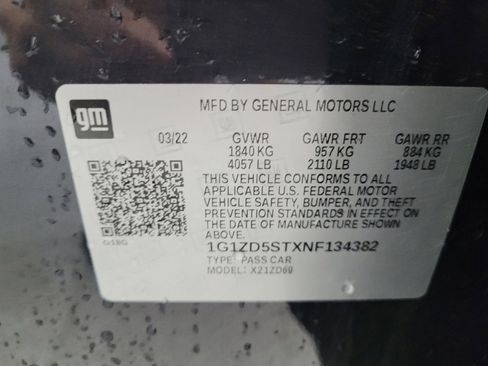 gm
MFD BY GENERAL MOTORS LLC
03/22 GVWR GAWR FRT GAWR RR
1840 KG 957 KG 884 KG
4057 LB 2110 LB 1948 LB
THIS VEHICLE CONFORMS TO ALL
APPLICABLE U.S. FEDERAL MOTOR
VEHICLE SAFETY, BUMPER, AND THEFT
PREVENTION STANDARDS IN EFFECT ON
THE DATE OF MANUFACTURE SHOWN
ABOVE.
G1BG
1G1ZD5STXNF134382
TYPE: PASS CAR
MODEL: X21ZD69